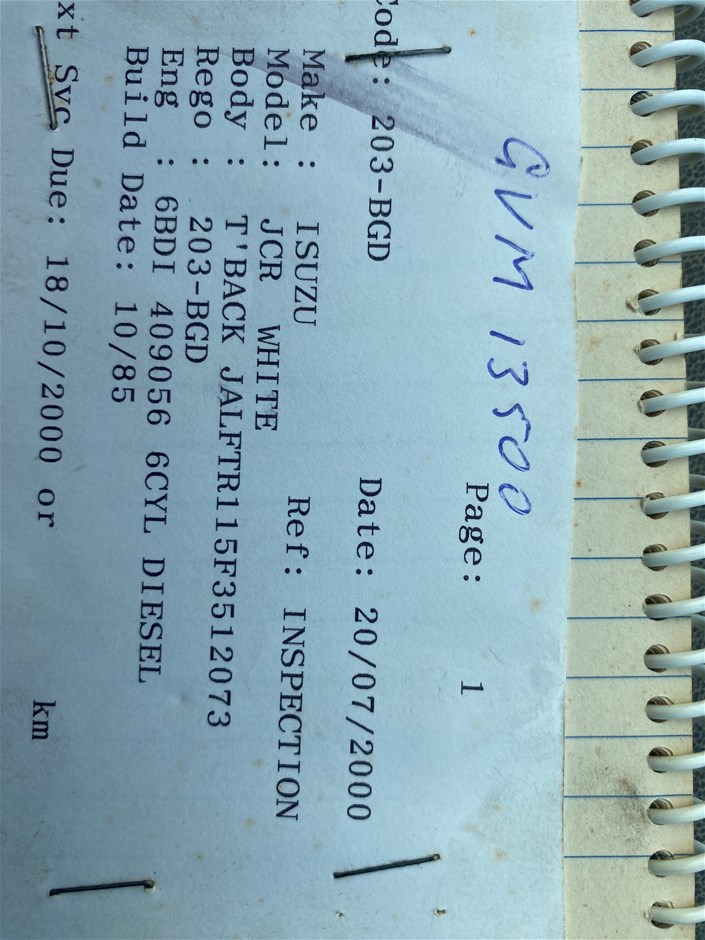 GVM 13500
Page: 1
Code: 203-BGD Date: 20/07/2000
Make : ISUZU Ref: INSPECTION
Model: JCR WHITE
Body : T'BACK JALFTR115F3512073
Rego : 203-BGD
Eng : 6BDI 409056 6CYL DIESEL
Build Date: 10/85
xt Svc Due: 18/10/2000 or km